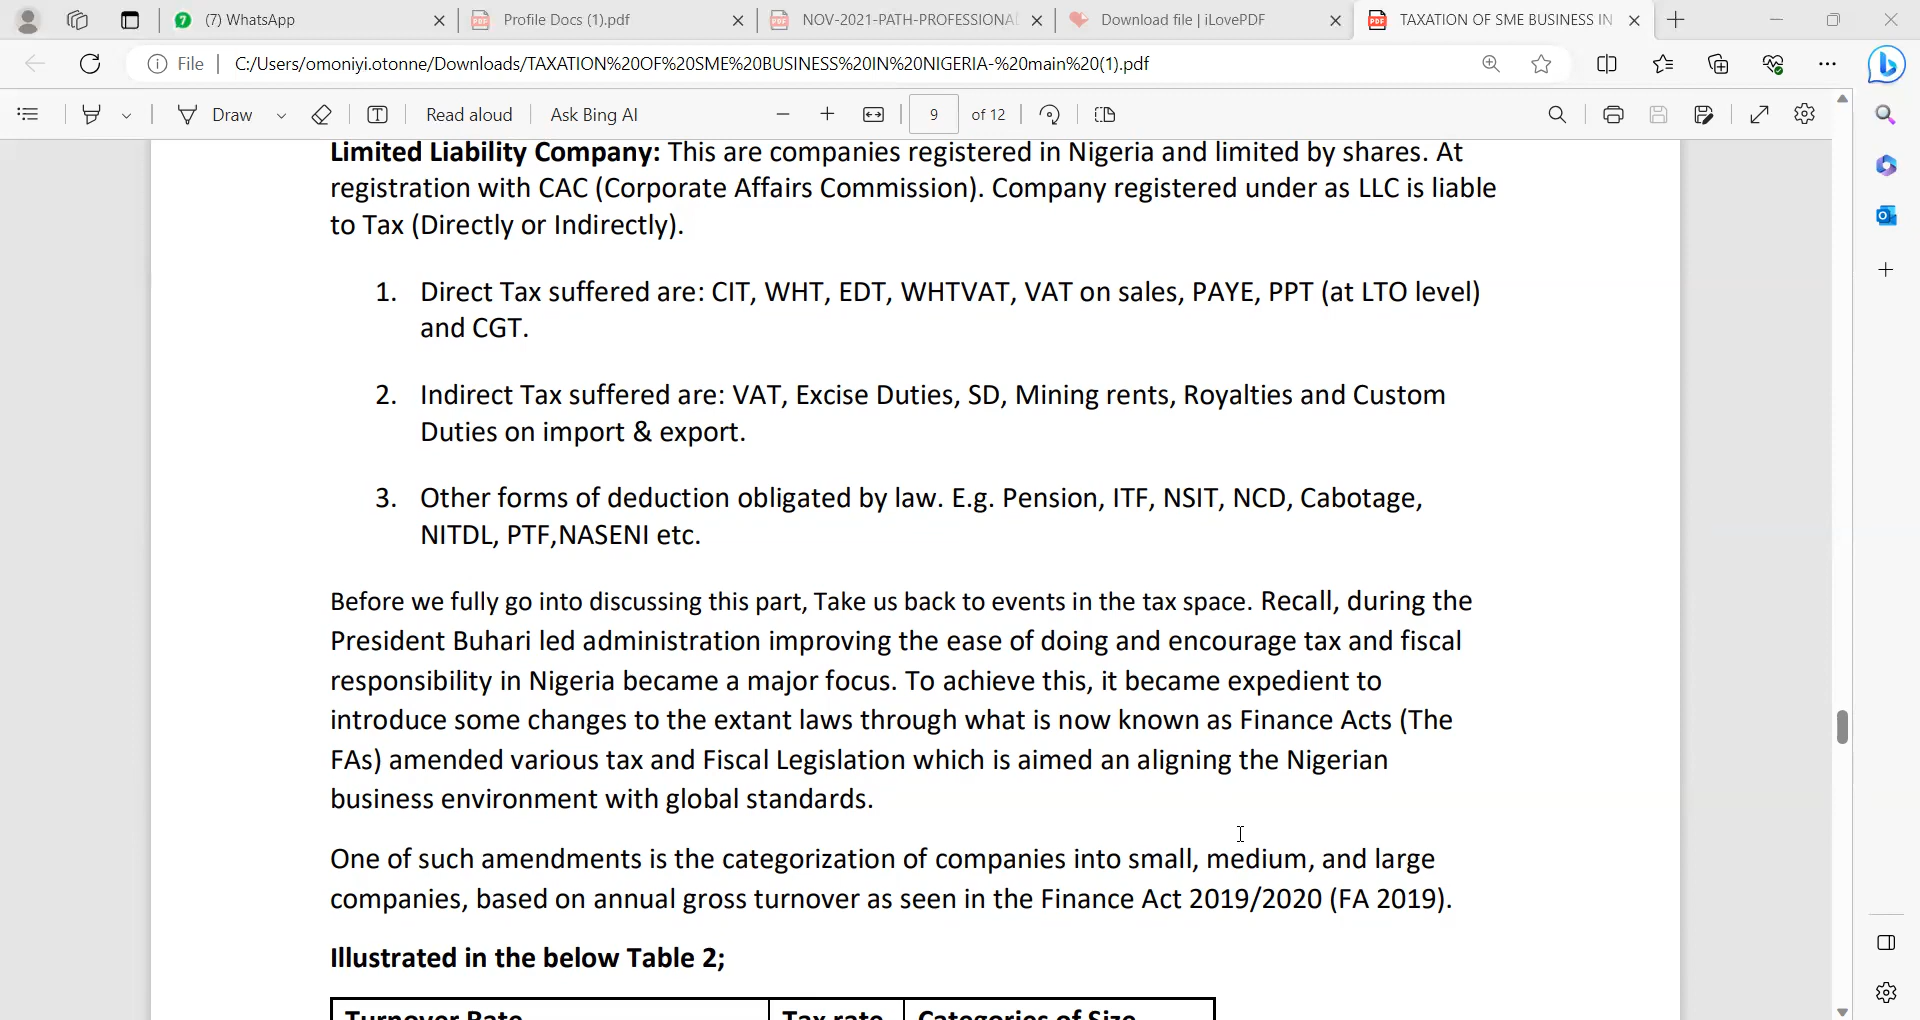 (7) WhatsApp
Profile Docs (1).pdf
NOV-2021-PATH-PROFESSIONAL
Download file | iLovePDF
TAXATION OF SME BUSINESS IN
File
C:/Users/omoniyi.otonne/Downloads/TAXATION%20OF%20SME%20BUSINESS%20IN%20NIGERIA-%20main%20(1).pdf
Draw
Read aloud
Ask Bing AI
9
of 12
Limited Liability Company: This are companies registered in Nigeria and limited by shares. At
registration with CAC (Corporate Affairs Commission). Company registered under as LLC is liable
to Tax (Directly or Indirectly).
1. Direct Tax suffered are: CIT, WHT, EDT, WHTVAT, VAT on sales, PAYE, PPT (at LTO level)
and CGT.
2. Indirect Tax suffered are: VAT, Excise Duties, SD, Mining rents, Royalties and Custom
Duties on import & export.
3. Other forms of deduction obligated by law. E.g. Pension, ITF, NSIT, NCD, Cabotage,
NITDL, PTF,NASENI etc.
Before we fully go into discussing this part, Take us back to events in the tax space. Recall, during the
President Buhari led administration improving the ease of doing and encourage tax and fiscal
responsibility in Nigeria became a major focus. To achieve this, it became expedient to
introduce some changes to the extant laws through what is now known as Finance Acts (The
FAs) amended various tax and Fiscal Legislation which is aimed an aligning the Nigerian
business environment with global standards.
One of such amendments is the categorization of companies into small, medium, and large
companies, based on annual gross turnover as seen in the Finance Act 2019/2020 (FA 2019).
Illustrated in the below Table 2;
Turnover Rate
Tax rate
Categories of Size